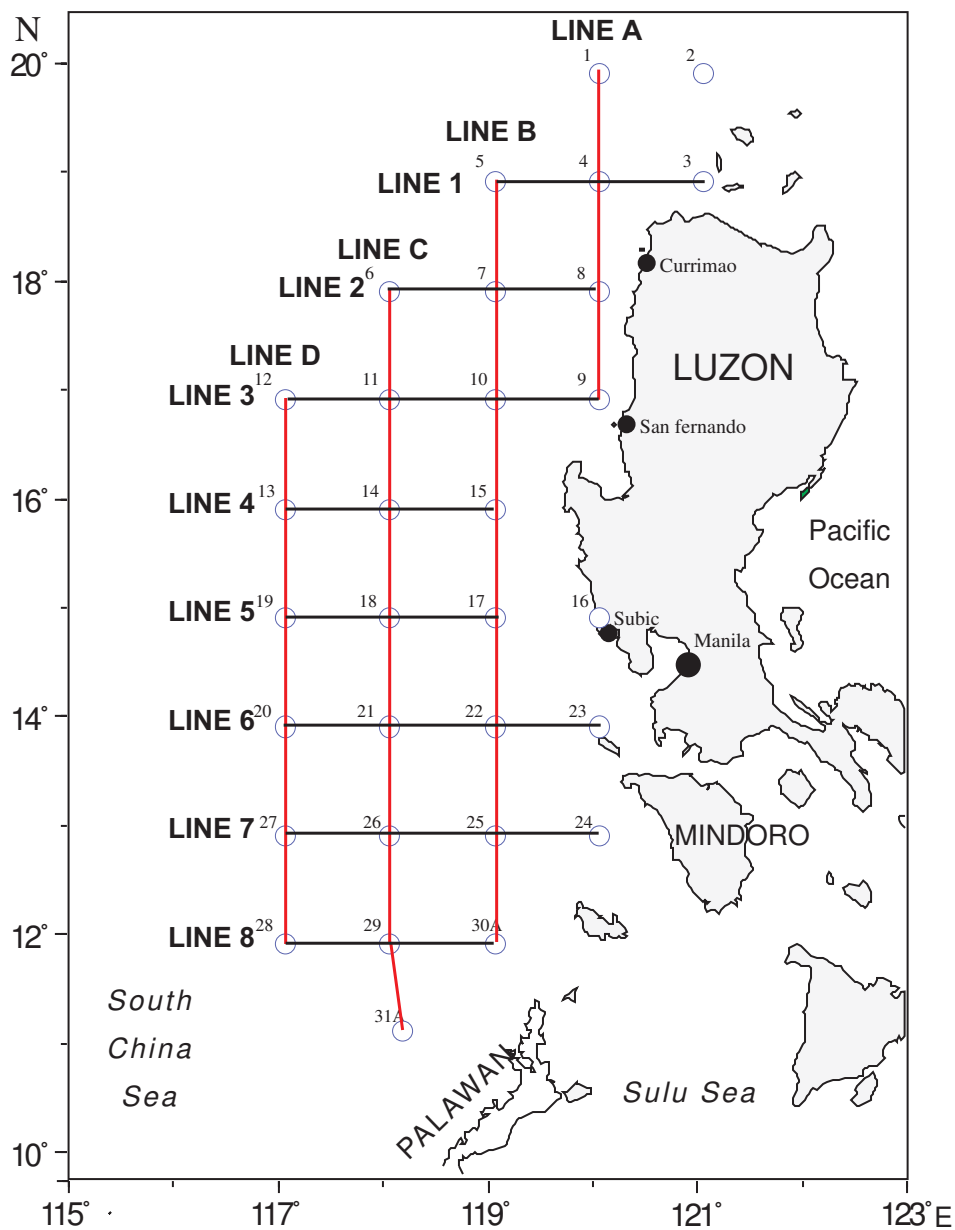 N
LINE A
20°
1
2
LINE B
5
4
3
LINE 1
LINE C
18°
LINE 2
6
7
8
Currimao
LINE D
LUZON
12
11
10
9
LINE 3
San fernando
16°
LINE 4
13
14
15
Pacific
Ocean
LINE 5
19
18
17
16
Subic
Manila
14°
LINE 6
20
21
22
23
LINE 7
27
26
25
24
MINDORO
12°
LINE 8
28
29
30A
South
China
Sea
31A
PALAWAN
Sulu Sea
10°
115°
117°
119°
121°
123° E